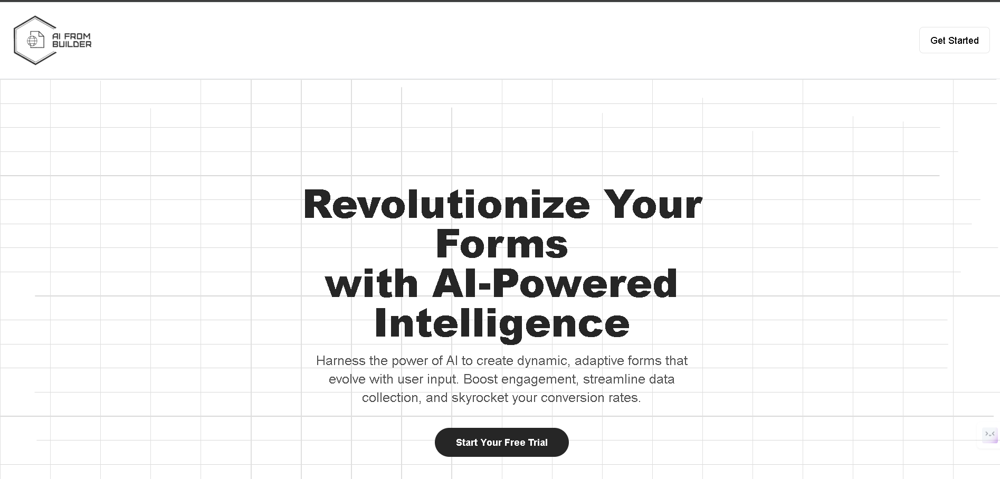 AI FROM
BUILDER
Get Started
Revolutionize Your
Forms
with AI-Powered
Intelligence
Harness the power of AI to create dynamic, adaptive forms that
evolve with user input. Boost engagement, streamline data
collection, and skyrocket your conversion rates.
Start Your Free Trial